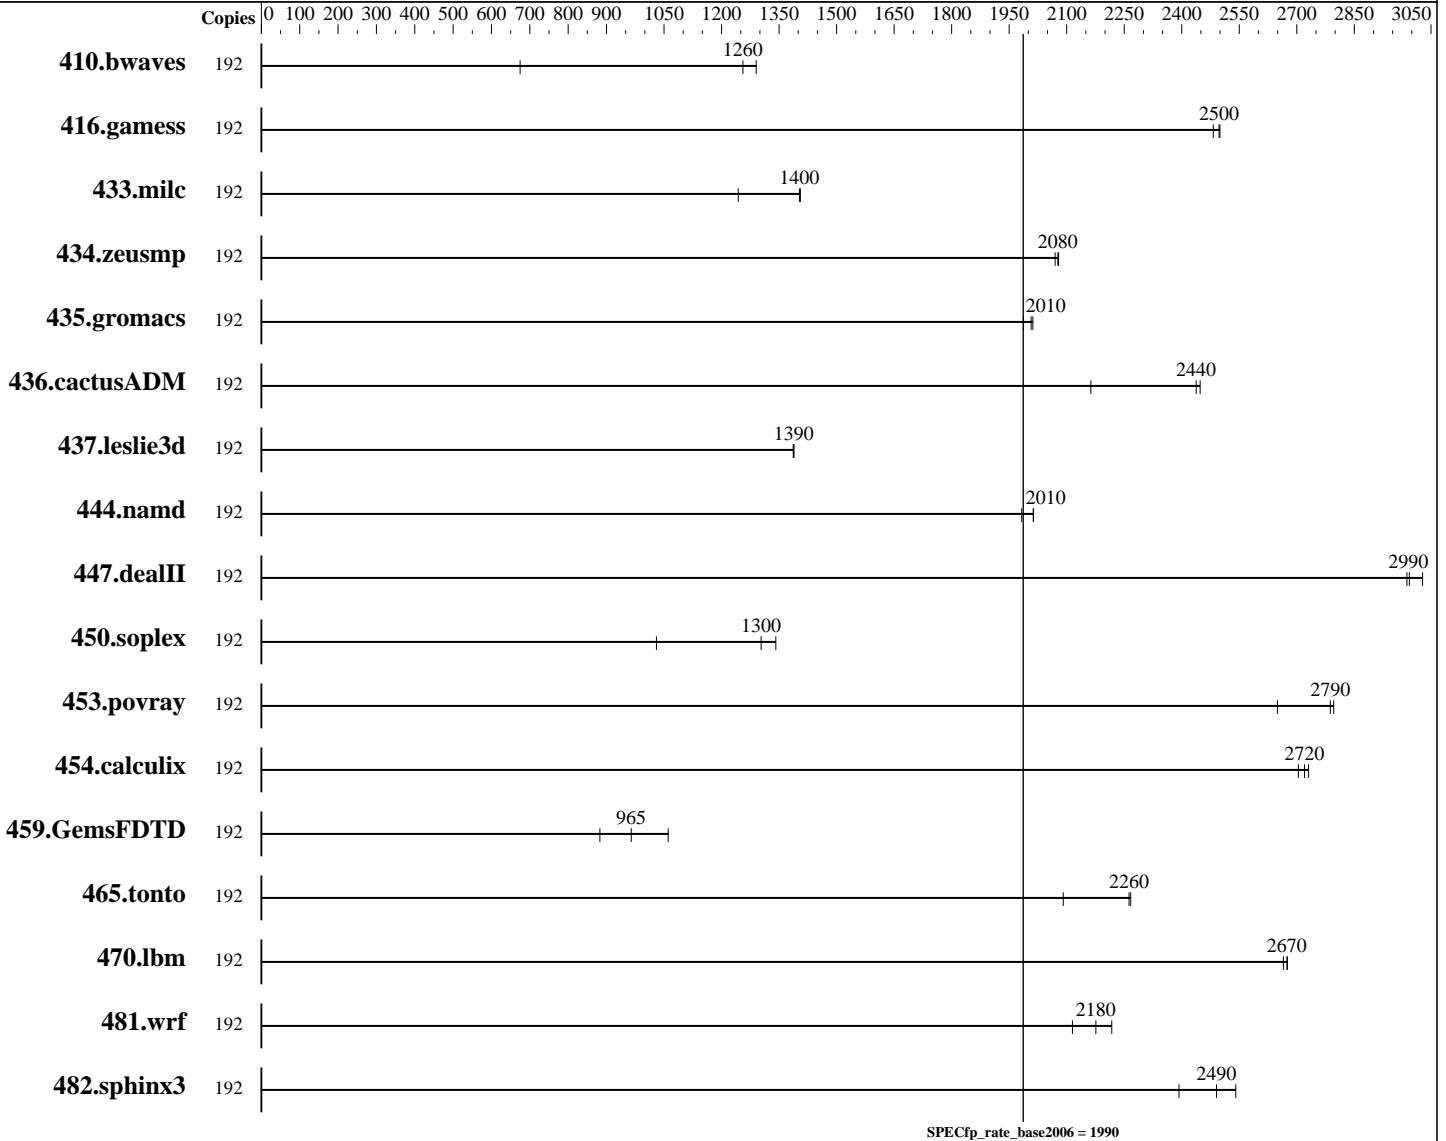 Copies 0 100 200 300 400 500 600 700 800 900 1050 1200 1350 1500 1650 1800 1950 2100 2250 2400 2550 2700 2850 3050
410.bwaves 192 1260
416.gamess 192 2500
433.milc 192 1400
434.zeusmp 192 2080
435.gromacs 192 2010
436.cactusADM 192 2440
437.leslie3d 192 1390
444.namd 192 2010
447.dealII 192 2990
450.soplex 192 1300
453.povray 192 2790
454.calculix 192 2720
459.GemsFDTD 192 965
465.tonto 192 2260
470.lbm 192 2670
481.wrf 192 2180
482.sphinx3 192 2490
SPECfp_rate_base2006 = 1990